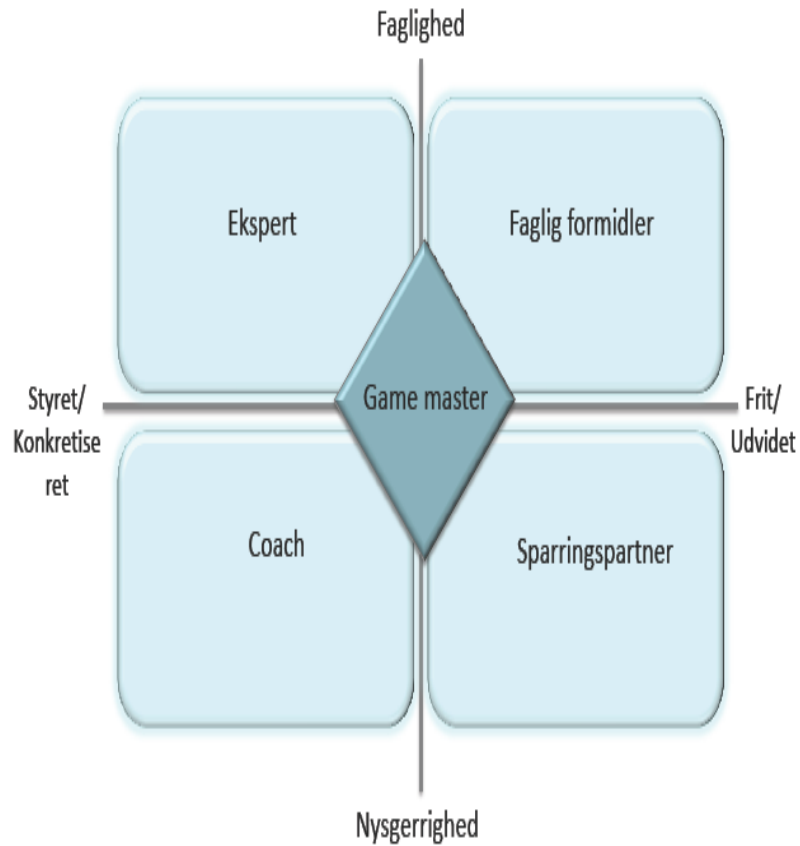 Faglighed
Ekspert
Faglig formidler
Styret/
Konkretise
ret
Game master
Frit/
Udvidet
Coach
Sparringspartner
Nysgerrighed